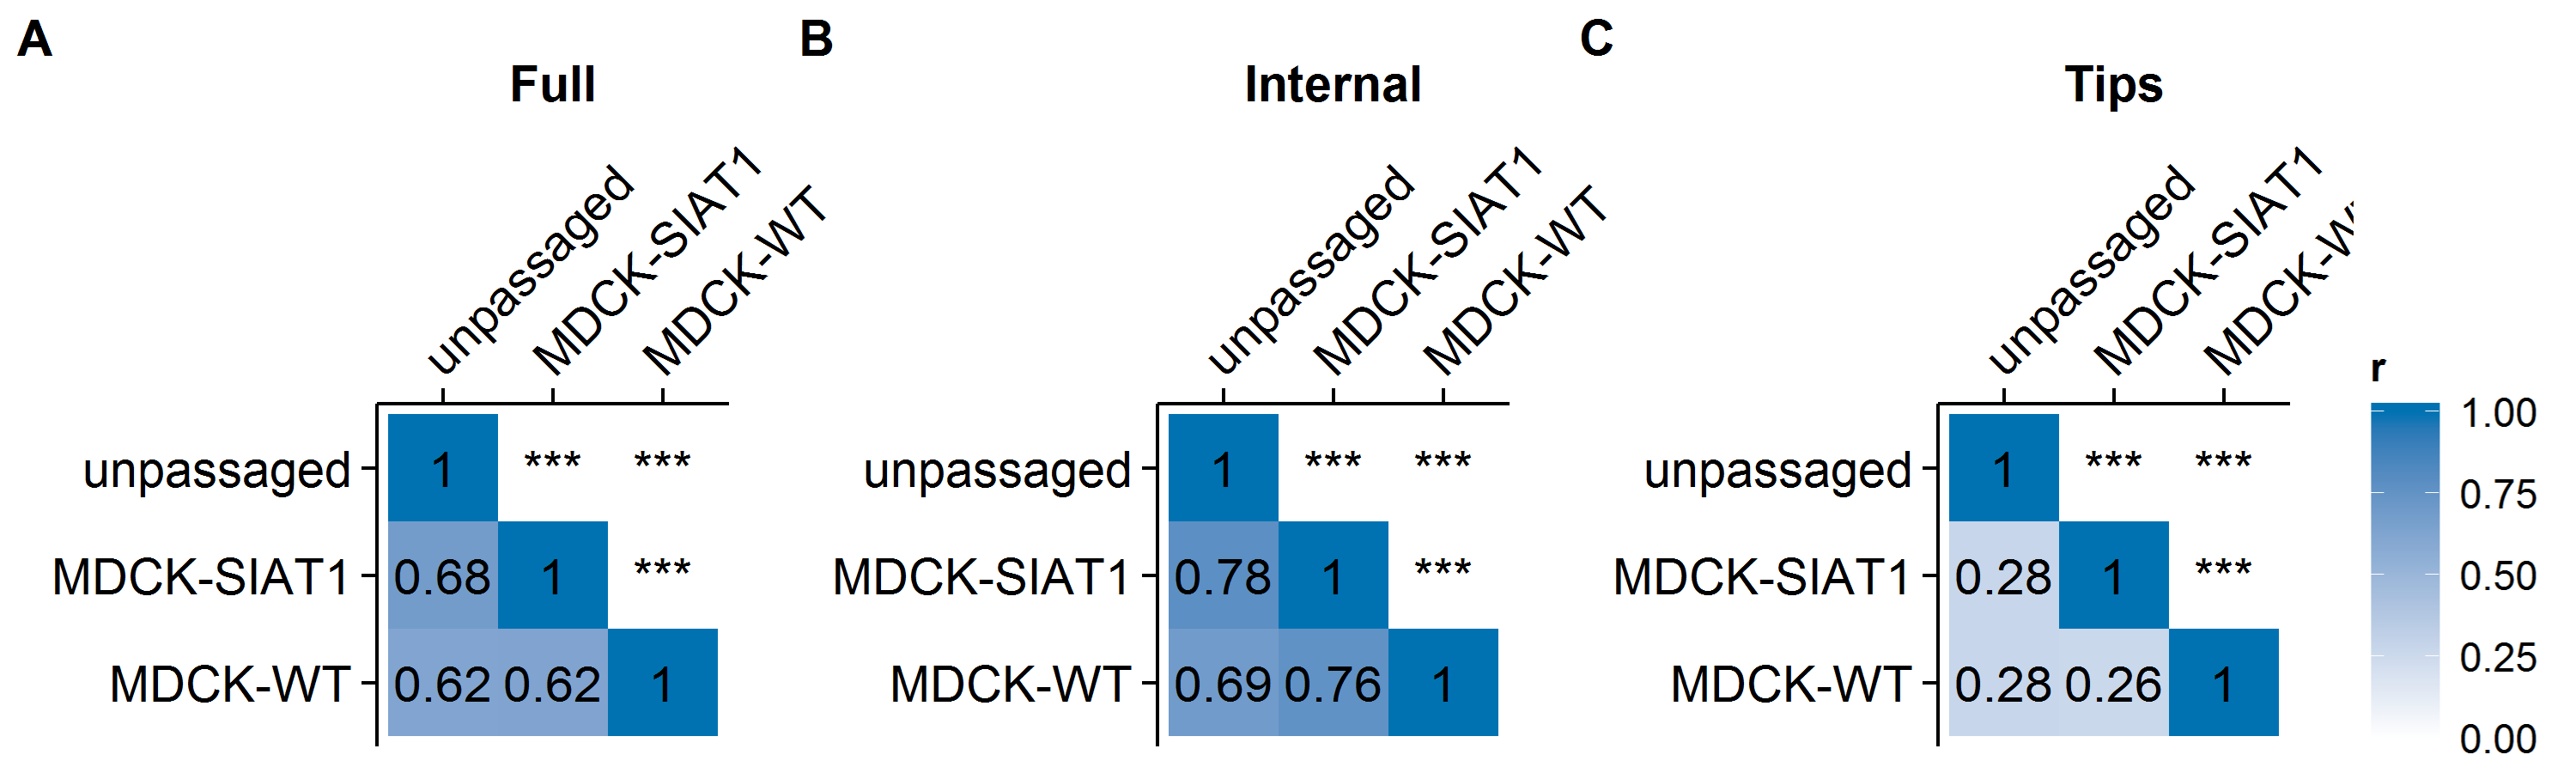 A
Full
unpassaged
MDCK-SIAT1
MDCK-WT
unpassaged 1 *** ***
MDCK-SIAT1 0.68 1 ***
MDCK-WT 0.62 0.62 1
B
Internal
unpassaged
MDCK-SIAT1
MDCK-WT
unpassaged 1 *** ***
MDCK-SIAT1 0.78 1 ***
MDCK-WT 0.69 0.76 1
C
Tips
unpassaged
MDCK-SIAT1
MDCK-W
unpassaged 1 *** ***
MDCK-SIAT1 0.28 1 ***
MDCK-WT 0.28 0.26 1
r
1.00
0.75
0.50
0.25
0.00